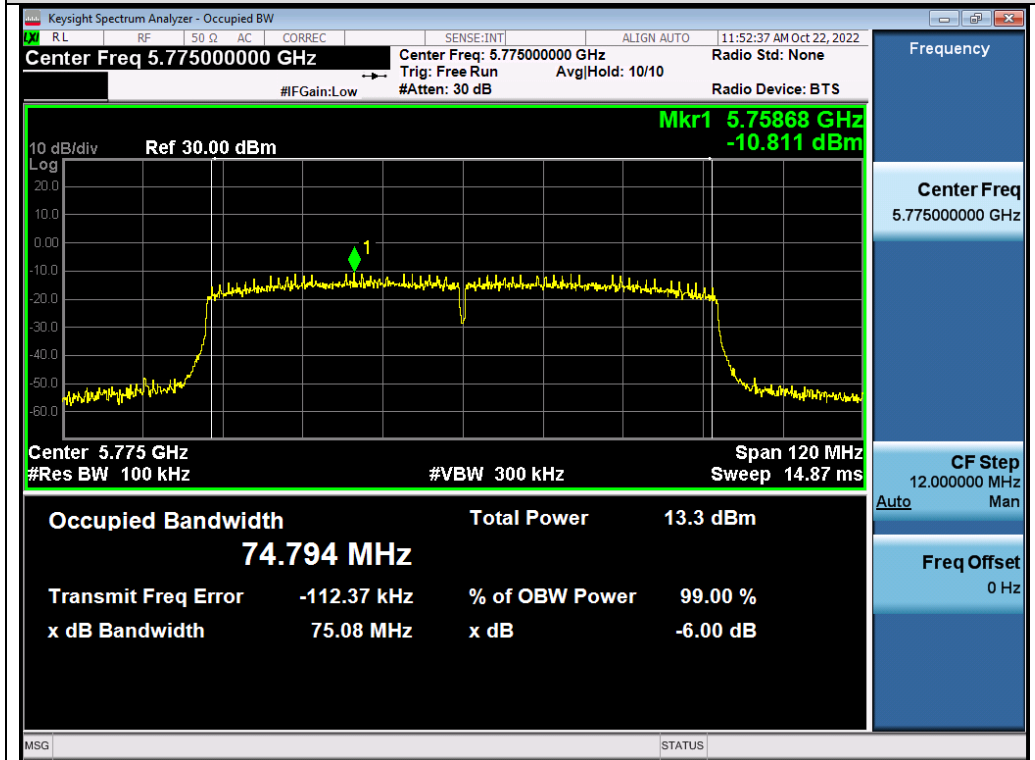 Keysight Spectrum Analyzer - Occupied BW
LXI RL RF 50 Ω AC CORREC SENSE:INT ALIGN AUTO 11:52:37 AM Oct 22, 2022
Center Freq 5.775000000 GHz
#IFGain:Low
Center Freq: 5.775000000 GHz
Trig: Free Run Avg|Hold: 10/10
#Atten: 30 dB
Radio Std: None
Radio Device: BTS
Frequency
Mkr1 5.75868 GHz
-10.811 dBm
10 dB/div Ref 30.00 dBm
Log
20.0
10.0
0.00
-10.0
-20.0
-30.0
-40.0
-50.0
-60.0
1
Center 5.775 GHz Span 120 MHz
#Res BW 100 kHz #VBW 300 kHz Sweep 14.87 ms
Center Freq
5.775000000 GHz
CF Step
12.000000 MHz
Auto Man
Freq Offset
0 Hz
Occupied Bandwidth Total Power 13.3 dBm
74.794 MHz
Transmit Freq Error -112.37 kHz % of OBW Power 99.00 %
x dB Bandwidth 75.08 MHz x dB -6.00 dB
MSG STATUS